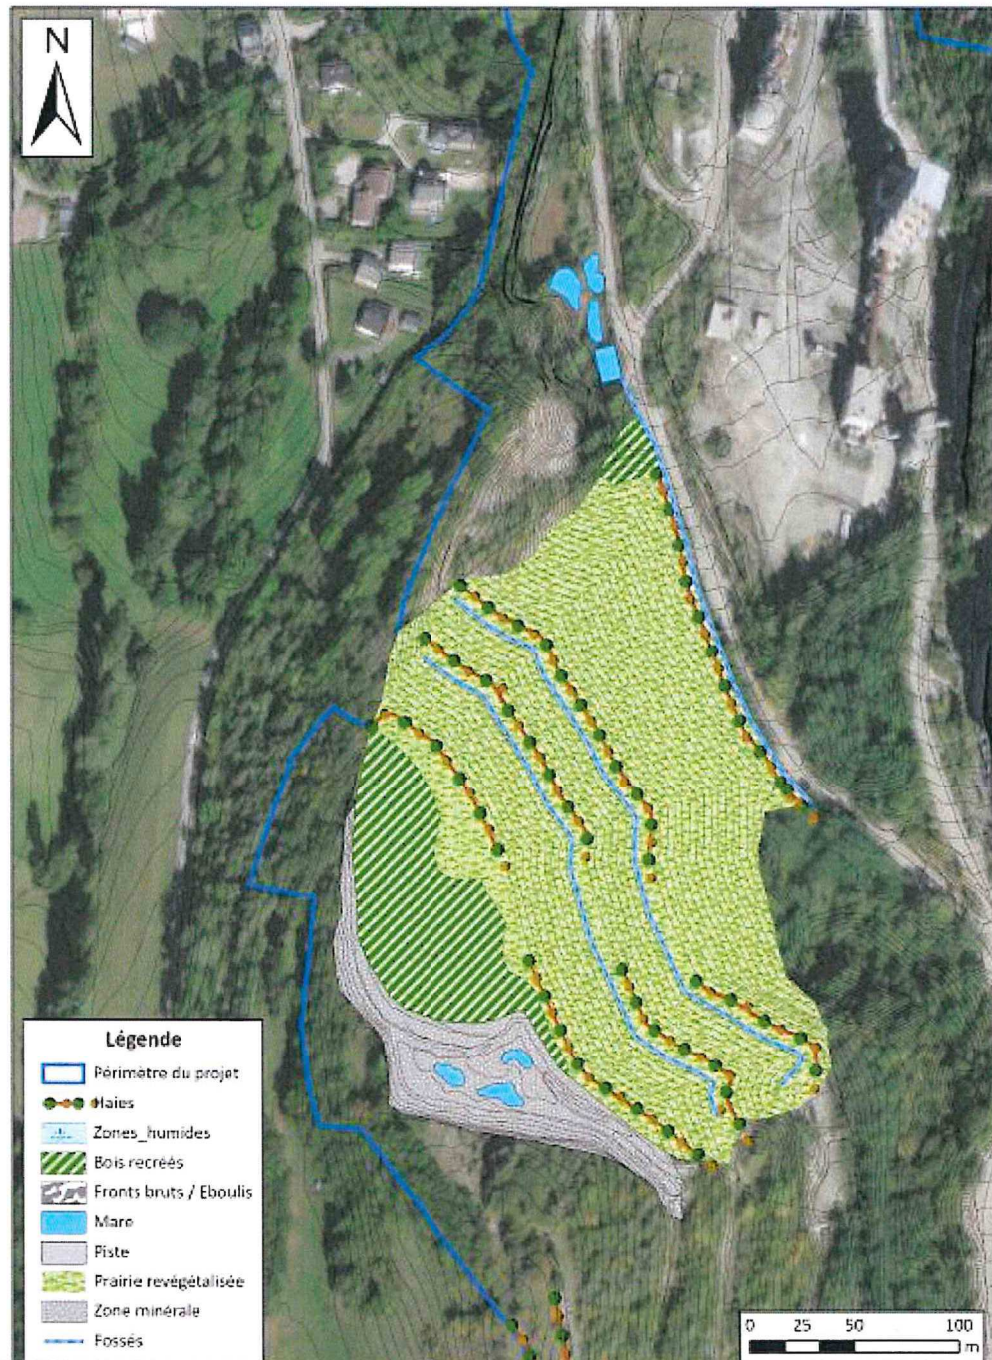 N
Légende
Périmètre du projet
Haies
Zones_humides
Bois recréés
Fronts bruts / Eboulis
Mare
Piste
Prairie revégétalisée
Zone minérale
Fossés
0 25 50 100
m